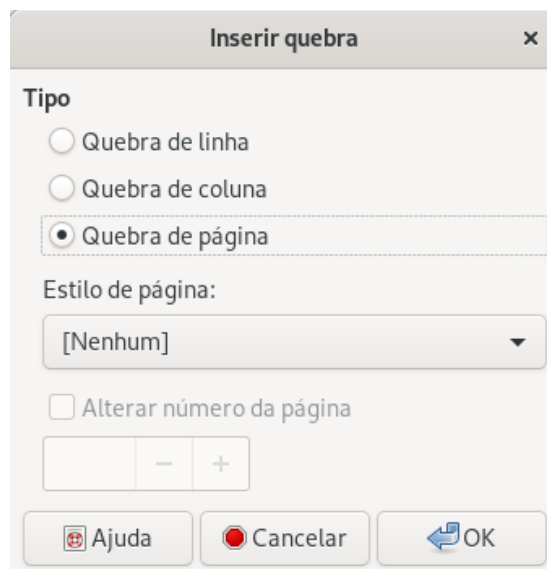 Inserir quebra
Tipo
Quebra de linha
Quebra de coluna
Quebra de página
Estilo de página:
[Nenhum]
Alterar número da página
Ajuda Cancelar OK